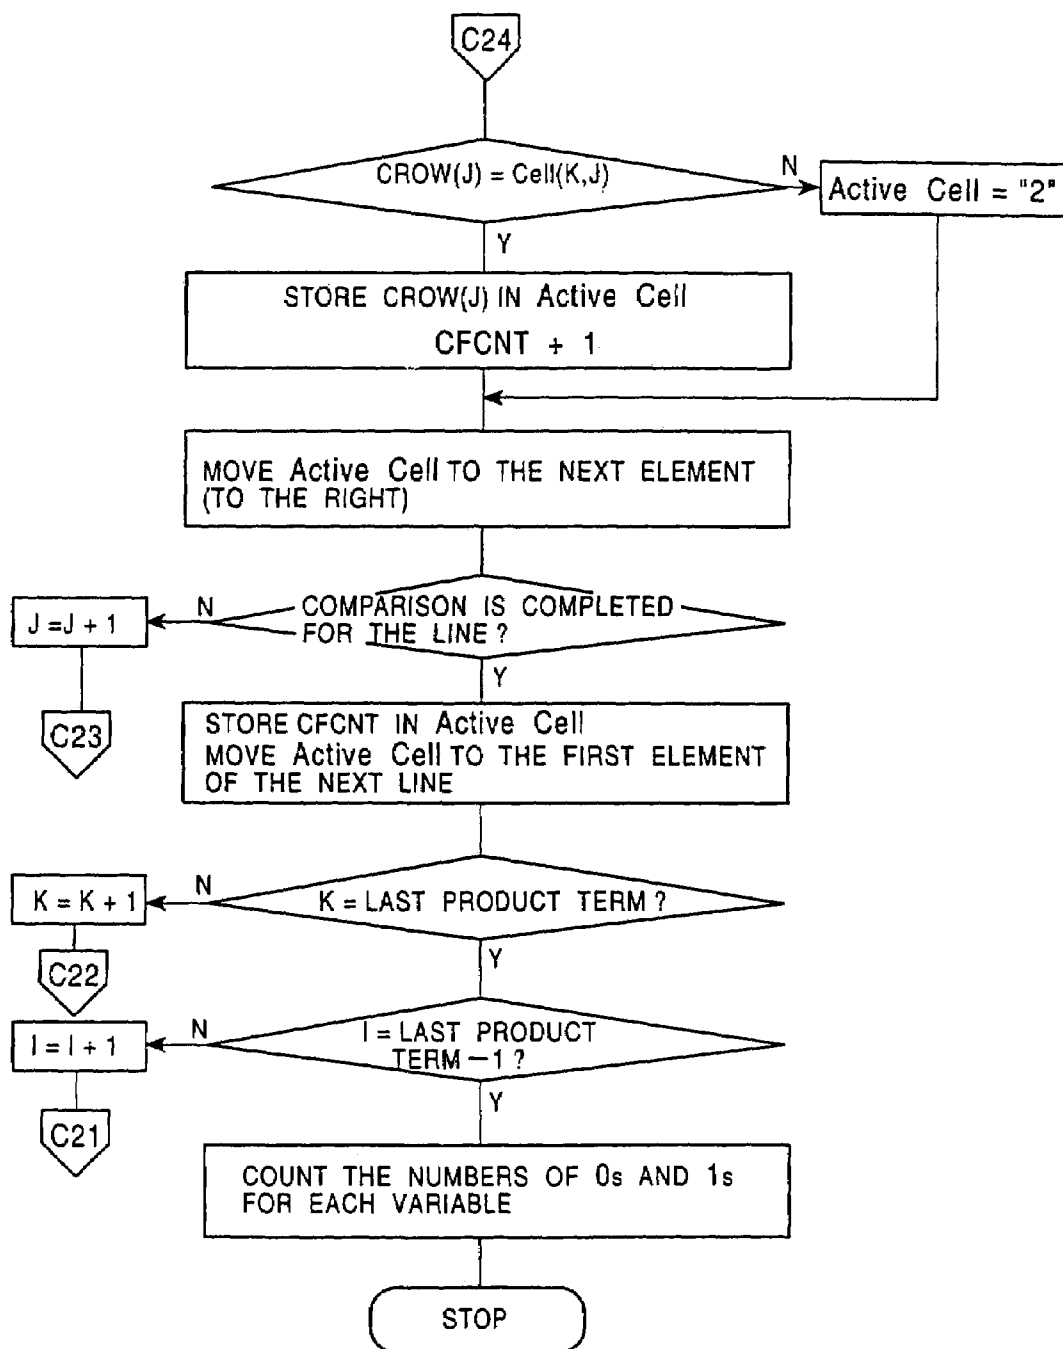 C24
CROW(J) = Cell(K,J)
N
Active Cell = "2"
Y
STORE CROW(J) IN Active Cell
CFCNT + 1
MOVE Active Cell TO THE NEXT ELEMENT
(TO THE RIGHT)
COMPARISON IS COMPLETED
FOR THE LINE ?
N
J = J + 1
C23
Y
STORE CFCNT IN Active Cell
MOVE Active Cell TO THE FIRST ELEMENT
OF THE NEXT LINE
K = LAST PRODUCT TERM ?
N
K = K + 1
C22
Y
I = LAST PRODUCT
TERM – 1 ?
N
I = I + 1
C21
Y
COUNT THE NUMBERS OF 0s AND 1s
FOR EACH VARIABLE
STOP